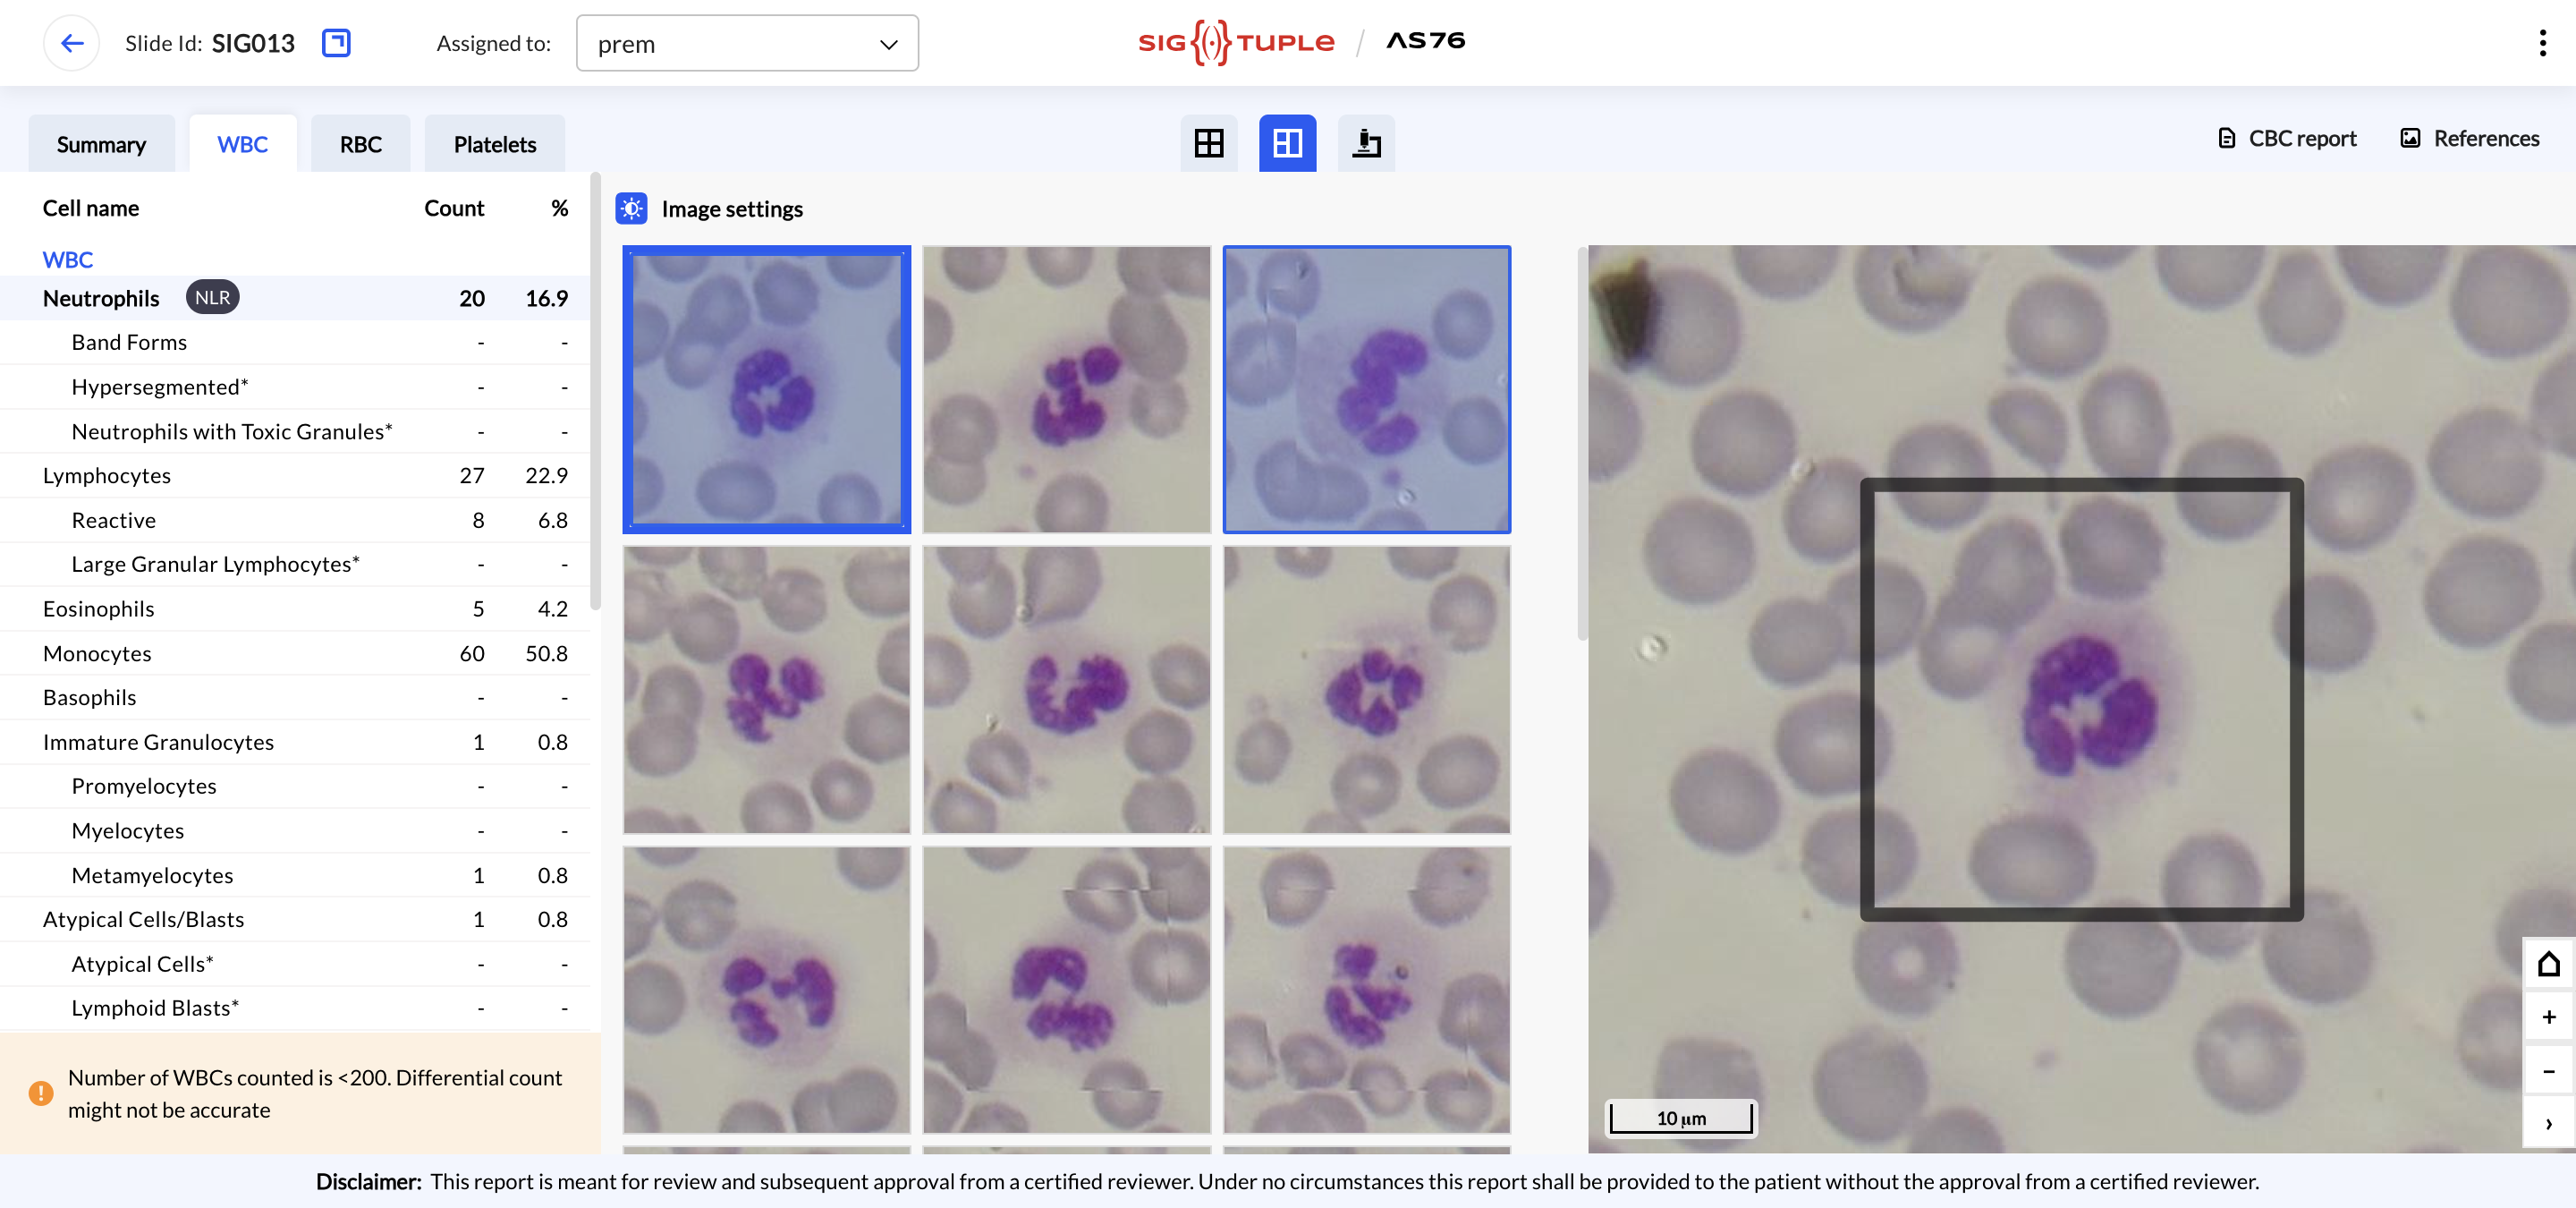 Slide Id: SIG013
Assigned to: prem
SIG{(·)}TUPLE / AS76
Summary WBC RBC Platelets
CBC report References
Cell name Count %
Image settings
WBC
Neutrophils NLR 20 16.9
Band Forms - -
Hypersegmented* - -
Neutrophils with Toxic Granules* - -
Lymphocytes 27 22.9
Reactive 8 6.8
Large Granular Lymphocytes* - -
Eosinophils 5 4.2
Monocytes 60 50.8
Basophils - -
Immature Granulocytes 1 0.8
Promyelocytes - -
Myelocytes - -
Metamyelocytes 1 0.8
Atypical Cells/Blasts 1 0.8
Atypical Cells* - -
Lymphoid Blasts* - -
Number of WBCs counted is <200. Differential count
might not be accurate
10 µm
Disclaimer: This report is meant for review and subsequent approval from a certified reviewer. Under no circumstances this report shall be provided to the patient without the approval from a certified reviewer.